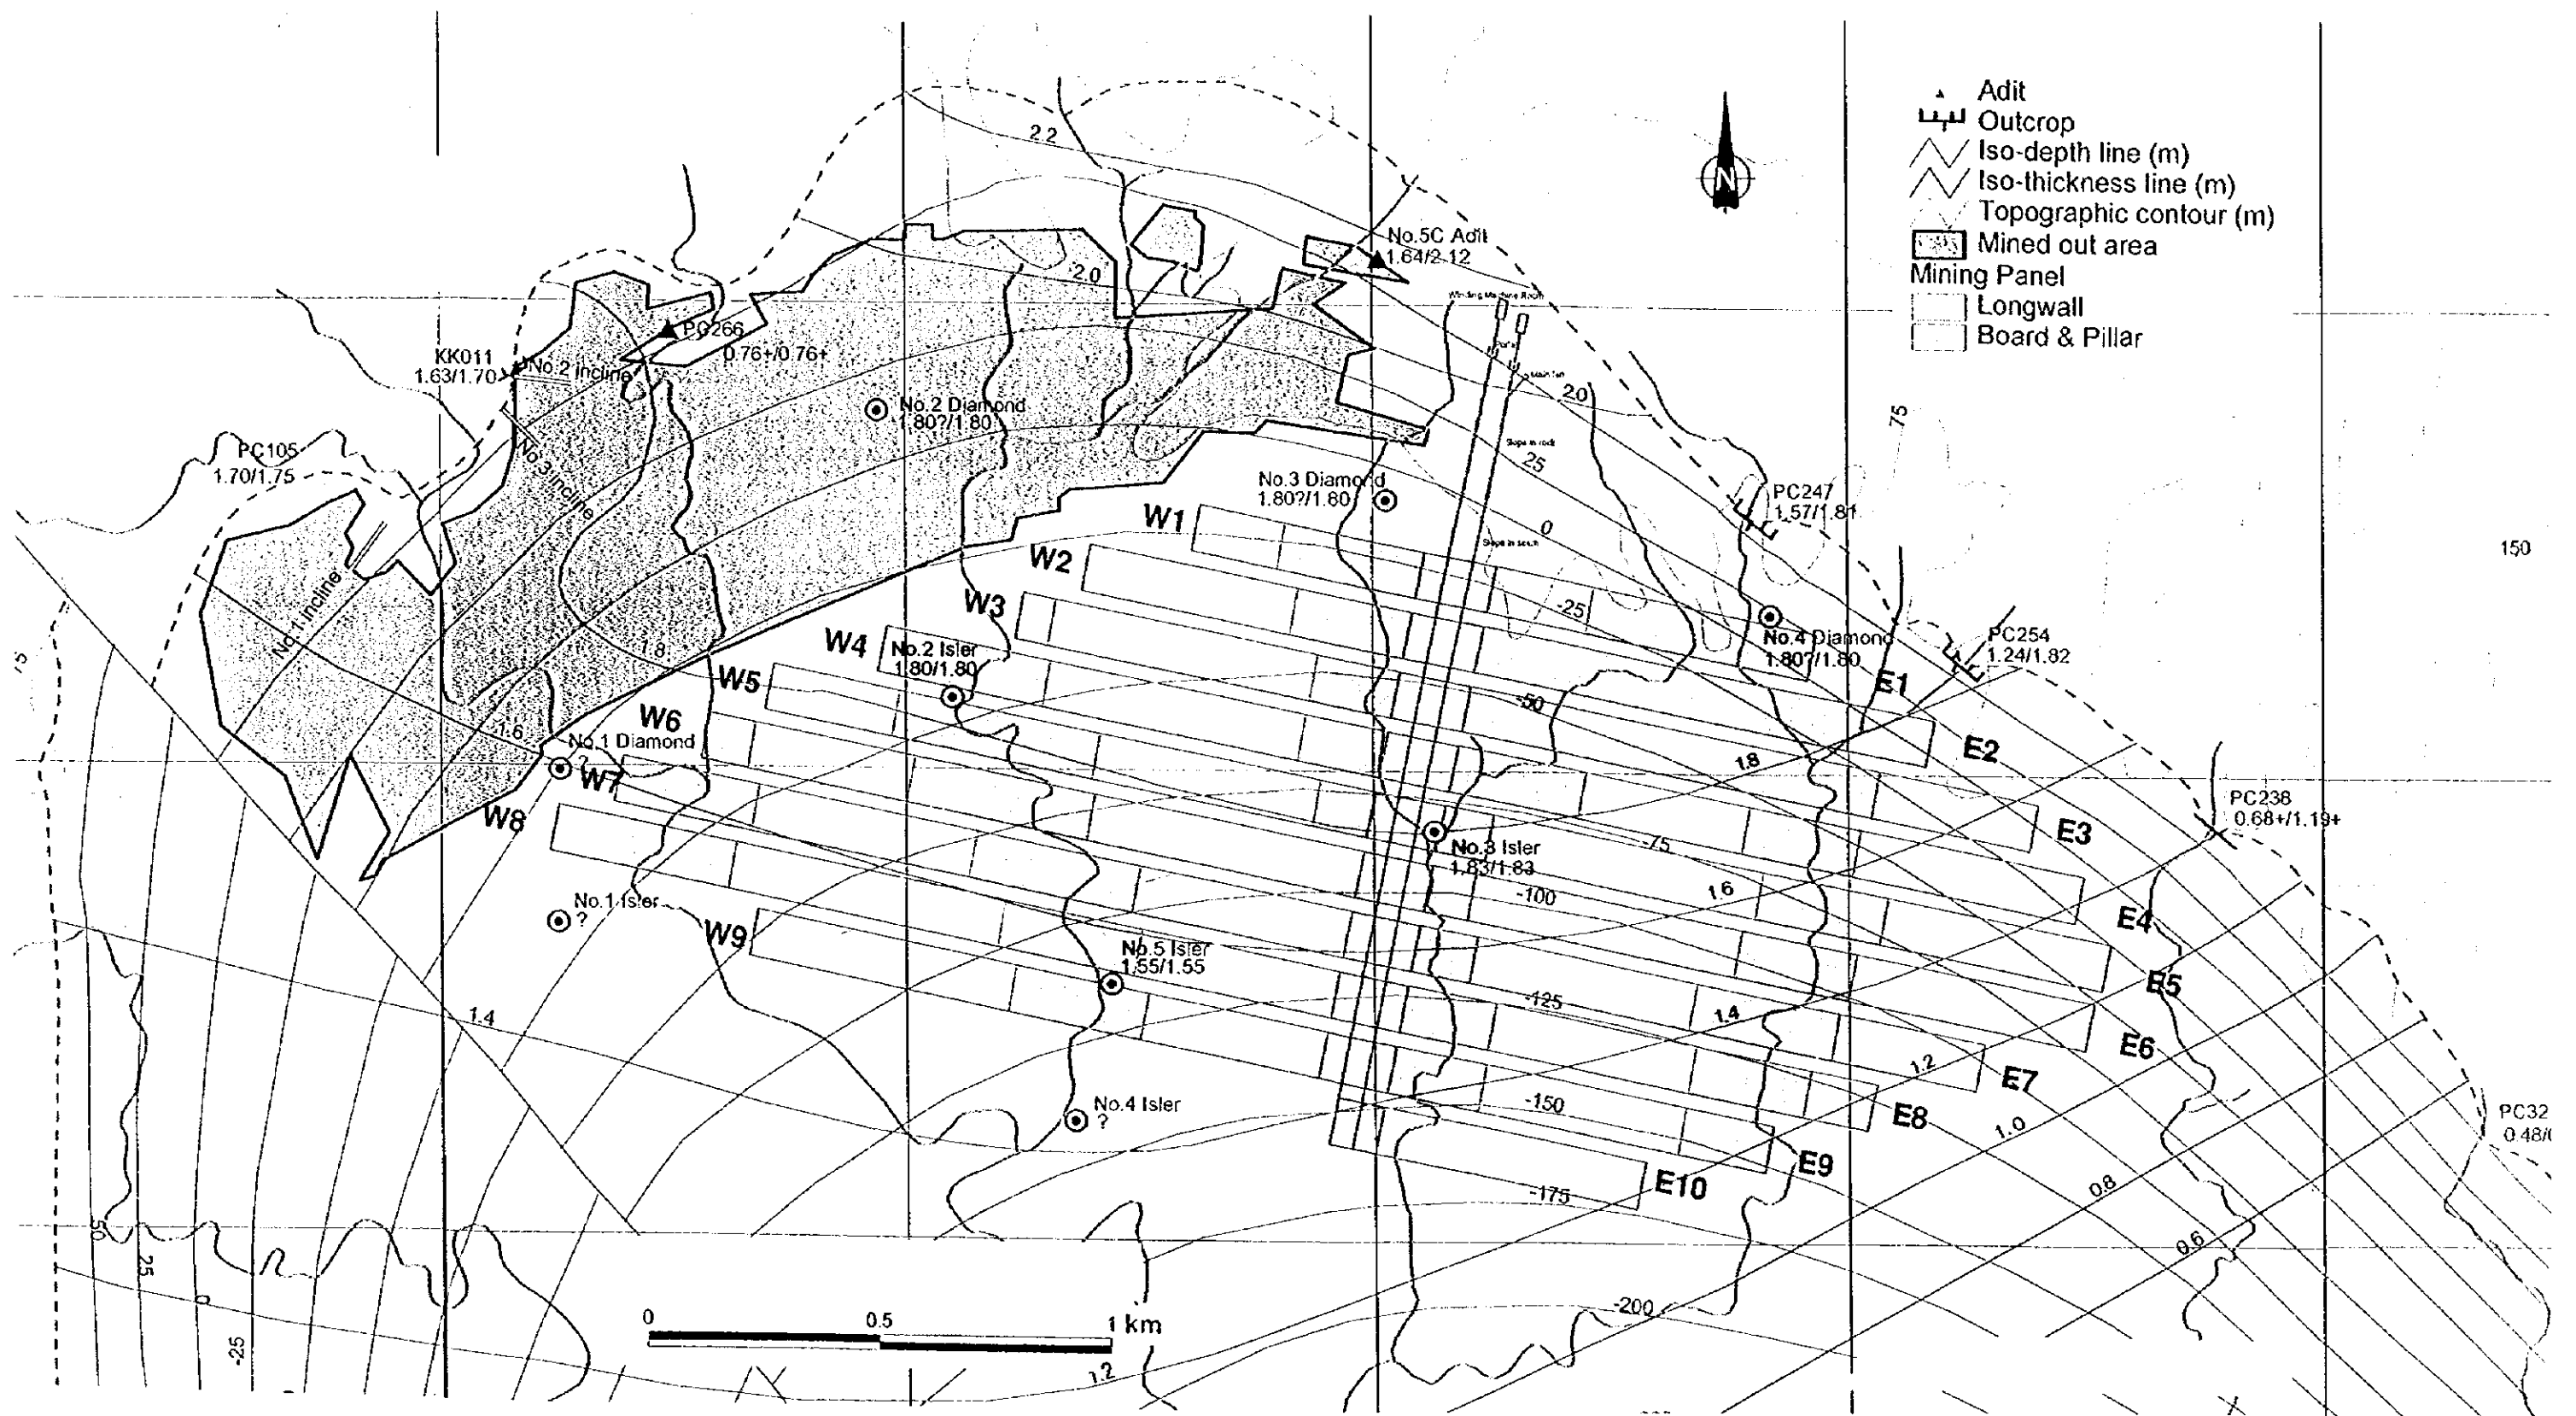 Adit
Outcrop
Iso-depth line (m)
Iso-thickness line (m)
Topographic contour (m)
Mined out area
Mining Panel
Longwall
Board & Pillar
N
2.2
2.0
No.5C Adit
1.64/2.12
Winding Machine Room
PC266
0.76+/0.76+
KK011
1.63/1.70
No.2 incline
No.3 incline
No.2 Diamond
1.80?/1.80
2.0
Slope in rock
25
75
PC105
1.70/1.75
No.1 incline
No.3 Diamond
1.80?/1.80
0
PC247
1.57/1.81
150
W1
W2
W3
W4
W5
W6
W7
W8
W9
-25
No.4 Diamond
1.80?/1.80
PC254
1.24/1.82
No.2 Isler
1.80/1.80
1.8
-50
1.6
No.1 Diamond
?
1.8
E1
E2
E3
E4
E5
E6
E7
E8
E9
E10
PC238
0.68+/1.19+
No.3 Isler
1.83/1.83
-75
-100
1.6
No.1 Isler
?
No.5 Isler
1.55/1.55
-125
1.4
1.4
1.2
No.4 Isler
?
-150
1.0
PC32
-175
0.8
0.6
50
25
0
-25
-200
0
0.5
1 km
1.2